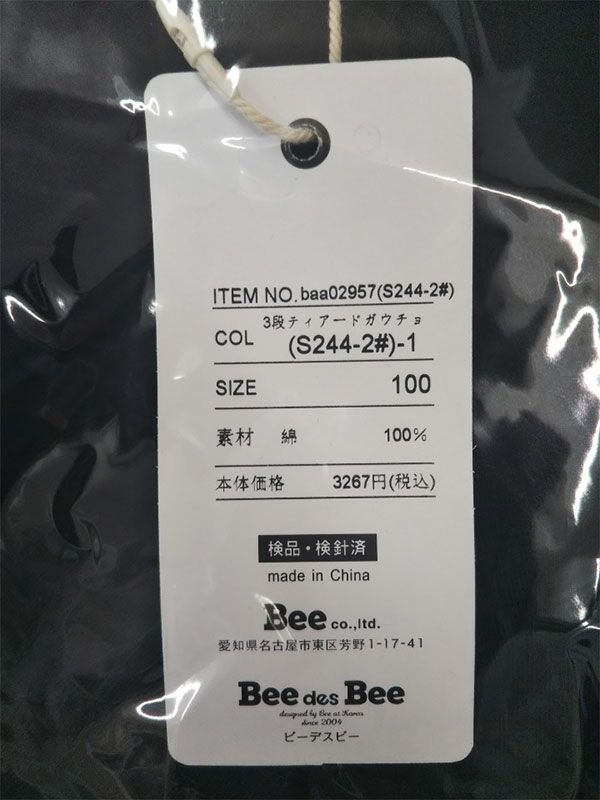 ITEM NO. baa02957(S244-2#)
3段ティアードガウチョ
COL (S244-2#)-1
SIZE 100
素材 綿 100%
本体価格 3267円(税込)
検品・検針済
made in China
Bee co.,ltd.
愛知県名古屋市東区芳野1-17-41
Bee des Bee
designed by Bee at Korea
since 2004
ビーデスビー